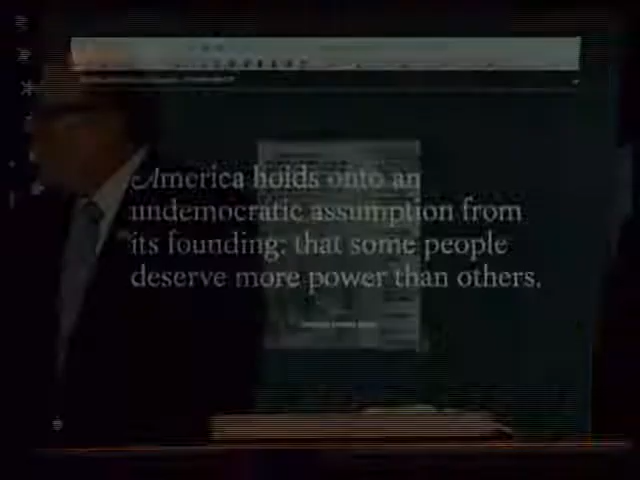 America holds onto an
undemocratic assumption from
its founding: that some people
deserve more power than others.